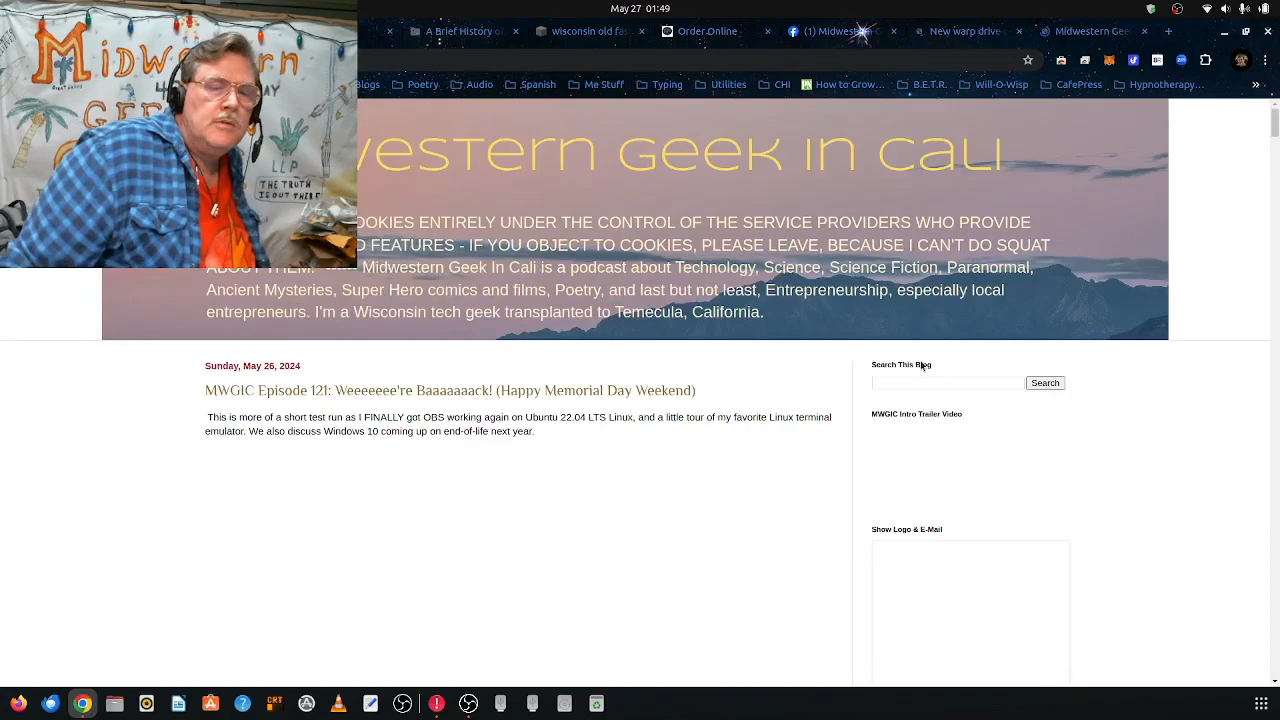 May 27 01:49
A Brief History of
wisconsin old fas
Order Online
(1) Midwestern G
New warp drive c
Midwestern Gee
Blogs
Poetry
Audio
Spanish
Me Stuff
Typing
Utilities
CHI
How to Grow…
B.E.T.R.
Will-O-Wisp
CafePress
Hypnotherapy…
MiDWestern
GE
LLP
THE TRUTH
IS OUT THERE
western Geek In Cali
OOKIES ENTIRELY UNDER THE CONTROL OF THE SERVICE PROVIDERS WHO PROVIDE
D FEATURES - IF YOU OBJECT TO COOKIES, PLEASE LEAVE, BECAUSE I CAN'T DO SQUAT
ABOUT THEM! ----- Midwestern Geek In Cali is a podcast about Technology, Science, Science Fiction, Paranormal,
Ancient Mysteries, Super Hero comics and films, Poetry, and last but not least, Entrepreneurship, especially local
entrepreneurs. I'm a Wisconsin tech geek transplanted to Temecula, California.
Sunday, May 26, 2024
MWGIC Episode 121: Weeeeeee're Baaaaaaack! (Happy Memorial Day Weekend)
This is more of a short test run as I FINALLY got OBS working again on Ubuntu 22.04 LTS Linux, and a little tour of my favorite Linux terminal
emulator. We also discuss Windows 10 coming up on end-of-life next year.
Search This Blog
Search
MWGIC Intro Trailer Video
Show Logo & E-Mail
CRT